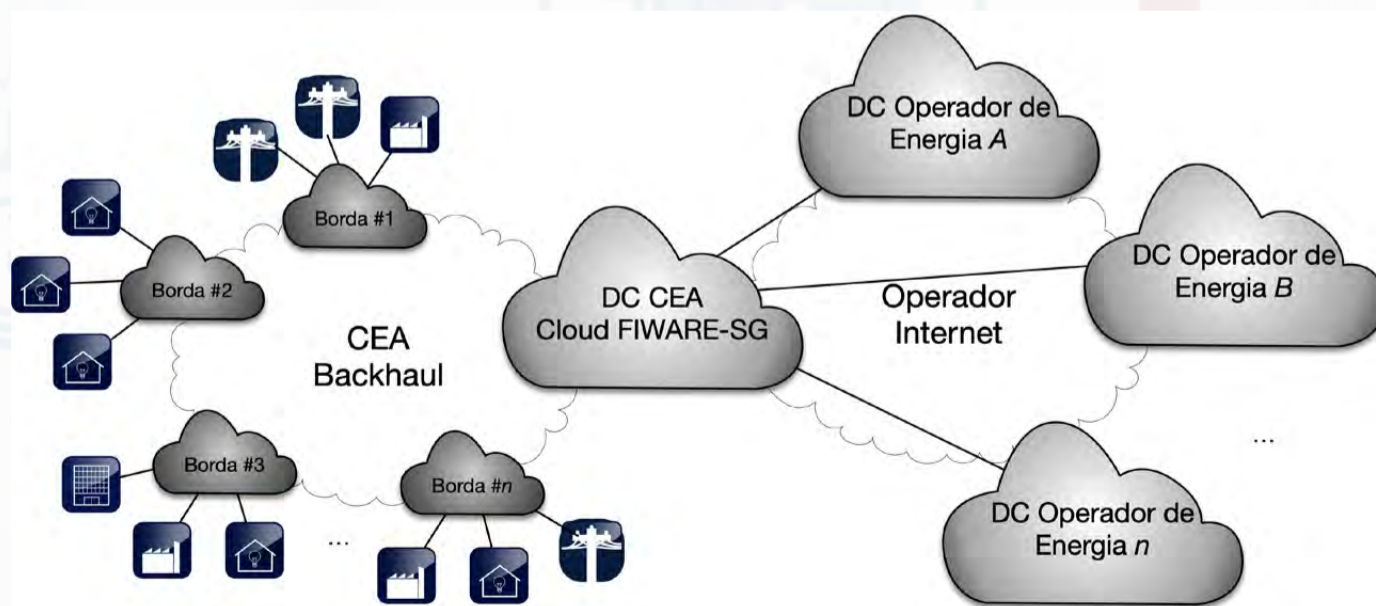 DC Operador de
Energia A
Borda #1
DC Operador de
Energia B
Borda #2
DC CEA
Cloud FIWARE-SG
Operador
Internet
CEA
Backhaul
Borda #3
Borda #n
...
...
DC Operador de
Energia n